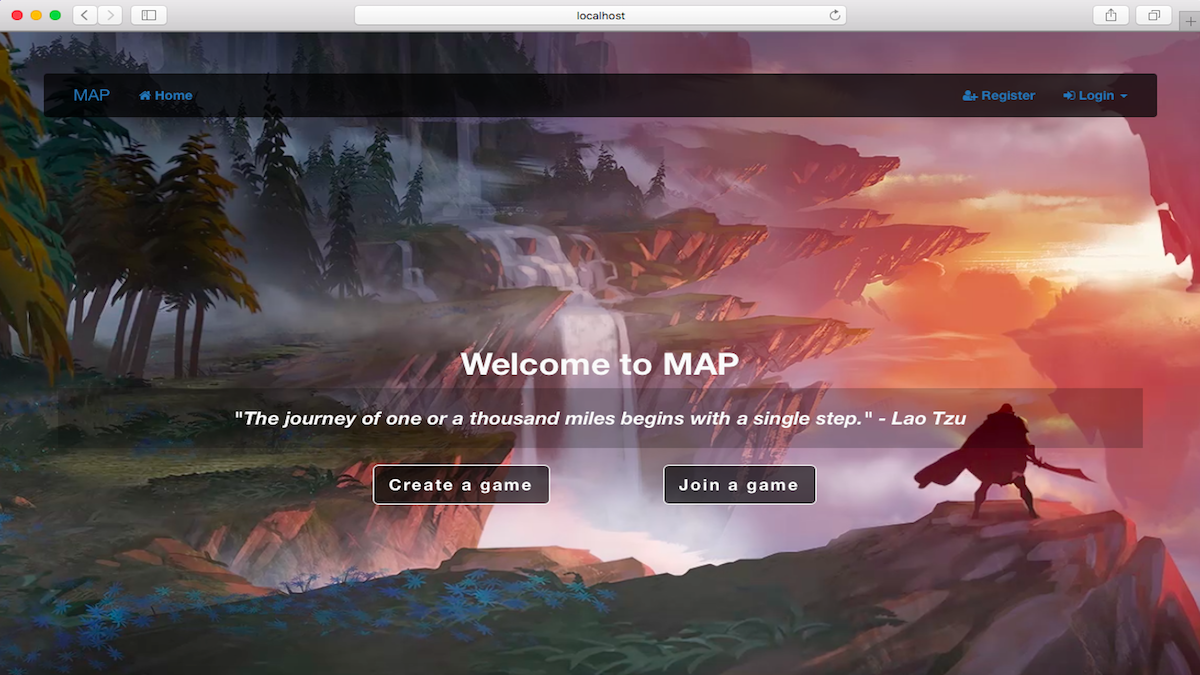 localhost
MAP Home Register Login
Welcome to MAP
"The journey of one or a thousand miles begins with a single step." - Lao Tzu
Create a game Join a game